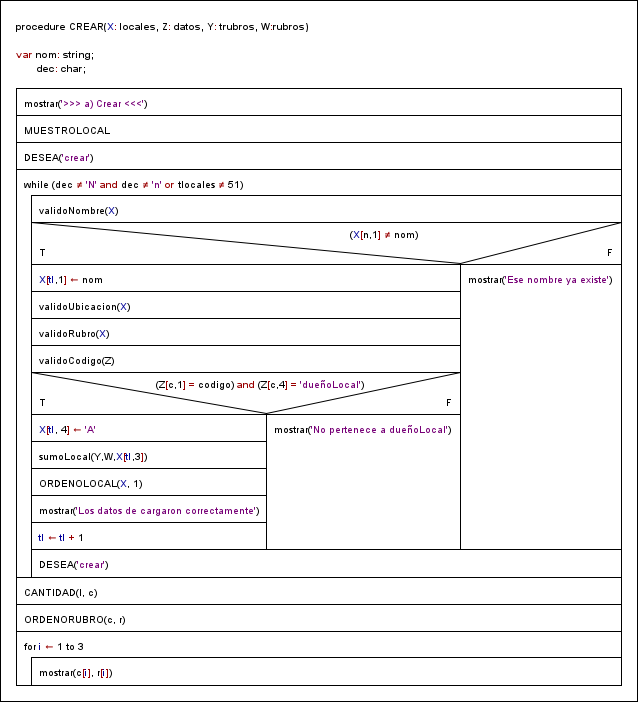 procedure CREAR(X: locales, Z: datos, Y: trubros, W:rubros)
var nom: string;
dec: char;
mostrar('>>> a) Crear <<<')
MUESTROLOCAL
DESEA('crear')
while (dec ≠ 'N' and dec ≠ 'n' or tlocales ≠ 51)
validoNombre(X)
(X[n,1] ≠ nom)
T
F
X[tl,1] ← nom
mostrar('Ese nombre ya existe')
validoUbicacion(X)
validoRubro(X)
validoCodigo(Z)
(Z[c,1] = codigo) and (Z[c,4] = 'dueñoLocal')
T
F
X[tl, 4] ← 'A'
mostrar('No pertenece a dueñoLocal')
sumoLocal(Y,W,X[tl,3])
ORDENOLOCAL(X, 1)
mostrar('Los datos de cargaron correctamente')
tl ← tl + 1
DESEA('crear')
CANTIDAD(l, c)
ORDENORUBRO(c, r)
for i ← 1 to 3
mostrar(c[i], r[i])